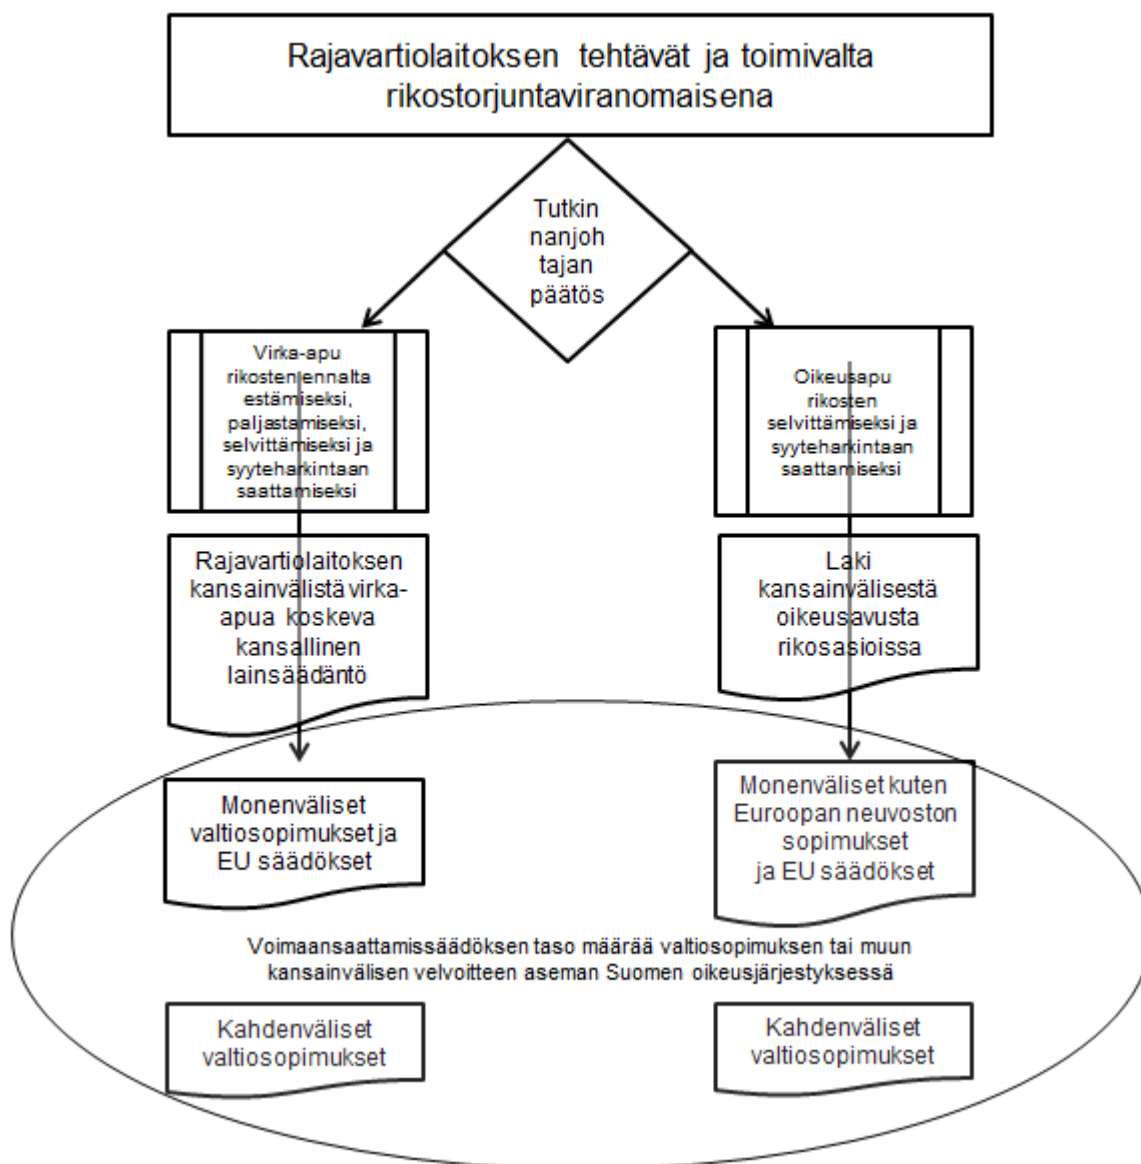 Rajavartiolaitoksen tehtävät ja toimivalta
rikostorjuntaviranomaisena
Tutkin
nanjoh
tajan
päätös
Virka-apu
rikosten ennalta
estämiseksi,
paljastamiseksi,
selvittämiseksi ja
syyteharkintaan
saattamiseksi
Oikeusapu
rikosten
selvittämiseksi ja
syyteharkintaan
saattamiseksi
Rajavartiolaitoksen
kansainvälistä virka-
apua koskeva
kansallinen
lainsäädäntö
Laki
kansainvälisestä
oikeusavusta
rikosasioissa
Monenväliset
valtiosopimukset ja
EU säädökset
Monenväliset kuten
Euroopan neuvoston
sopimukset
ja EU säädökset
Voimaansaattamissäädöksen taso määrää valtiosopimuksen tai muun
kansainvälisen velvoitteen aseman Suomen oikeusjärjestyksessä
Kahdenväliset
valtiosopimukset
Kahdenväliset
valtiosopimukset